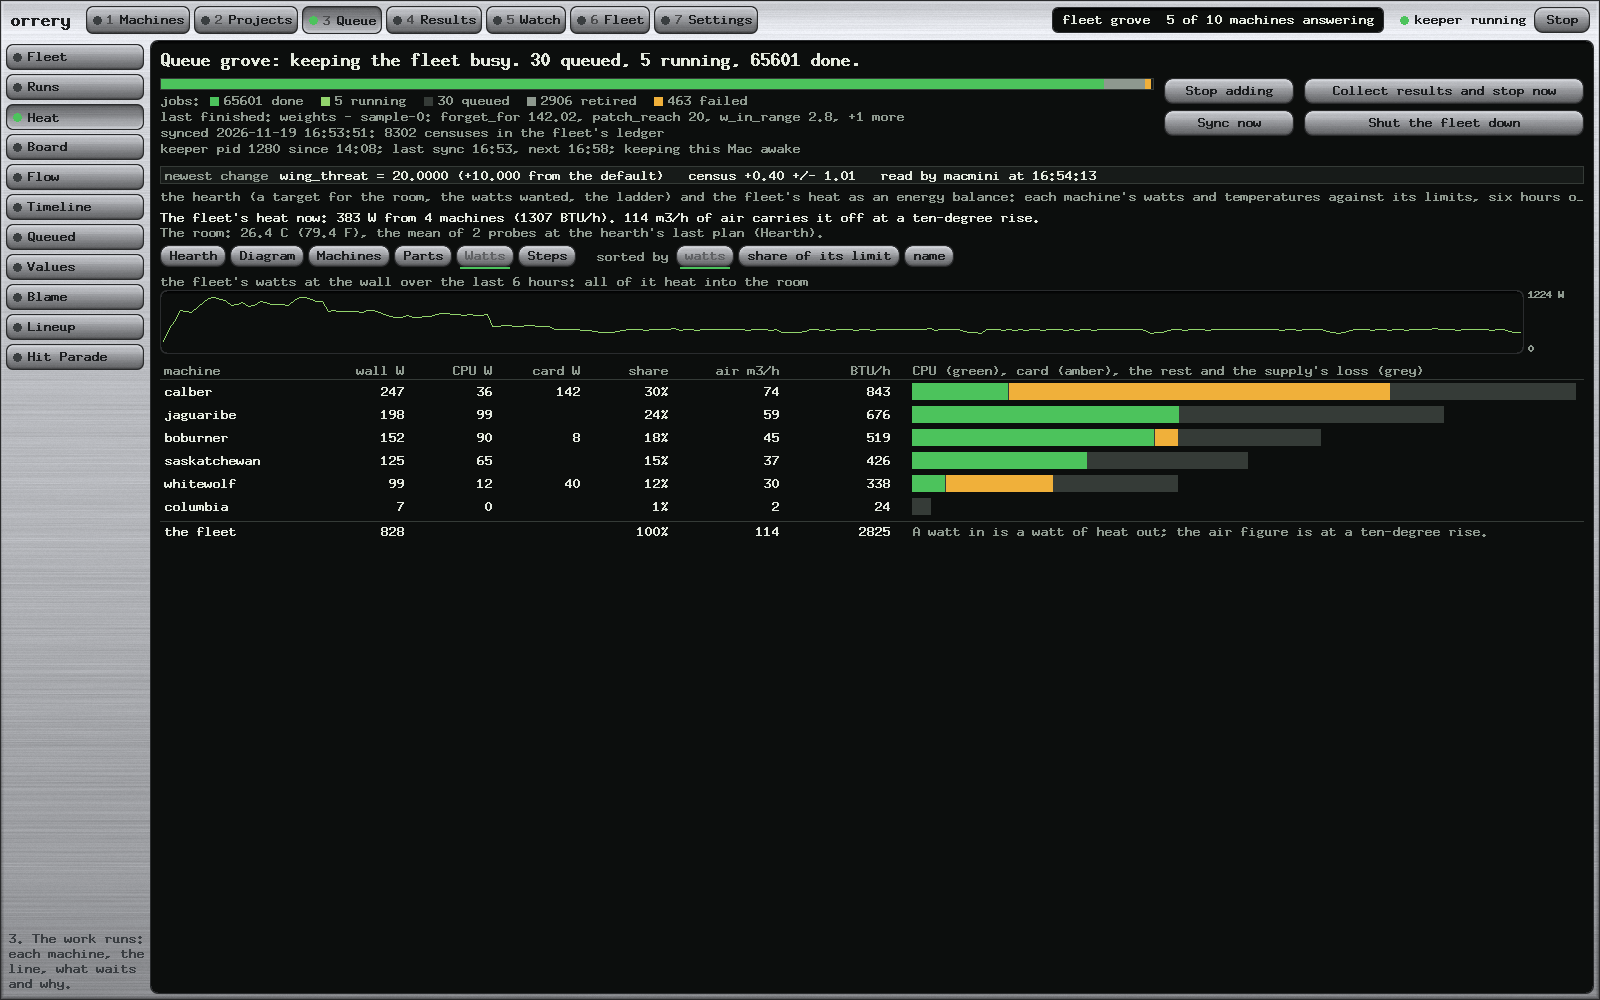 orrery
1 Machines
2 Projects
3 Queue
4 Results
5 Watch
6 Fleet
7 Settings
fleet grove 5 of 10 machines answering
keeper running
Stop
Fleet
Runs
Heat
Board
Flow
Timeline
Queued
Values
Blame
Lineup
Hit Parade
3. The work runs:
each machine, the
line, what waits
and why.
Queue grove: keeping the fleet busy. 30 queued, 5 running, 65601 done.
jobs: 65601 done 5 running 30 queued 2906 retired 463 failed
last finished: weights - sample-0: forget_for 142.02, patch_reach 20, w_in_range 2.8, +1 more
synced 2026-11-19 16:53:51: 8302 censuses in the fleet's ledger
keeper pid 1280 since 14:08; last sync 16:53, next 16:58; keeping this Mac awake
Stop adding
Collect results and stop now
Sync now
Shut the fleet down
newest change wing_threat = 20.0000 (+10.000 from the default) census +0.40 +/- 1.01 read by macmini at 16:54:13
the hearth (a target for the room, the watts wanted, the ladder) and the fleet's heat as an energy balance: each machine's watts and temperatures against its limits, six hours o…
The fleet's heat now: 383 W from 4 machines (1307 BTU/h). 114 m3/h of air carries it off at a ten-degree rise.
The room: 26.4 C (79.4 F), the mean of 2 probes at the hearth's last plan (Hearth).
Hearth Diagram Machines Parts Watts Steps sorted by watts share of its limit name
the fleet's watts at the wall over the last 6 hours: all of it heat into the room
1224 W
0
machine wall W CPU W card W share air m3/h BTU/h CPU (green), card (amber), the rest and the supply's loss (grey)
calber 247 36 142 30% 74 843
jaguaribe 198 99 24% 59 676
boburner 152 90 8 18% 45 519
saskatchewan 125 65 15% 37 426
whitewolf 99 12 40 12% 30 338
columbia 7 0 1% 2 24
the fleet 828 100% 114 2825 A watt in is a watt of heat out; the air figure is at a ten-degree rise.